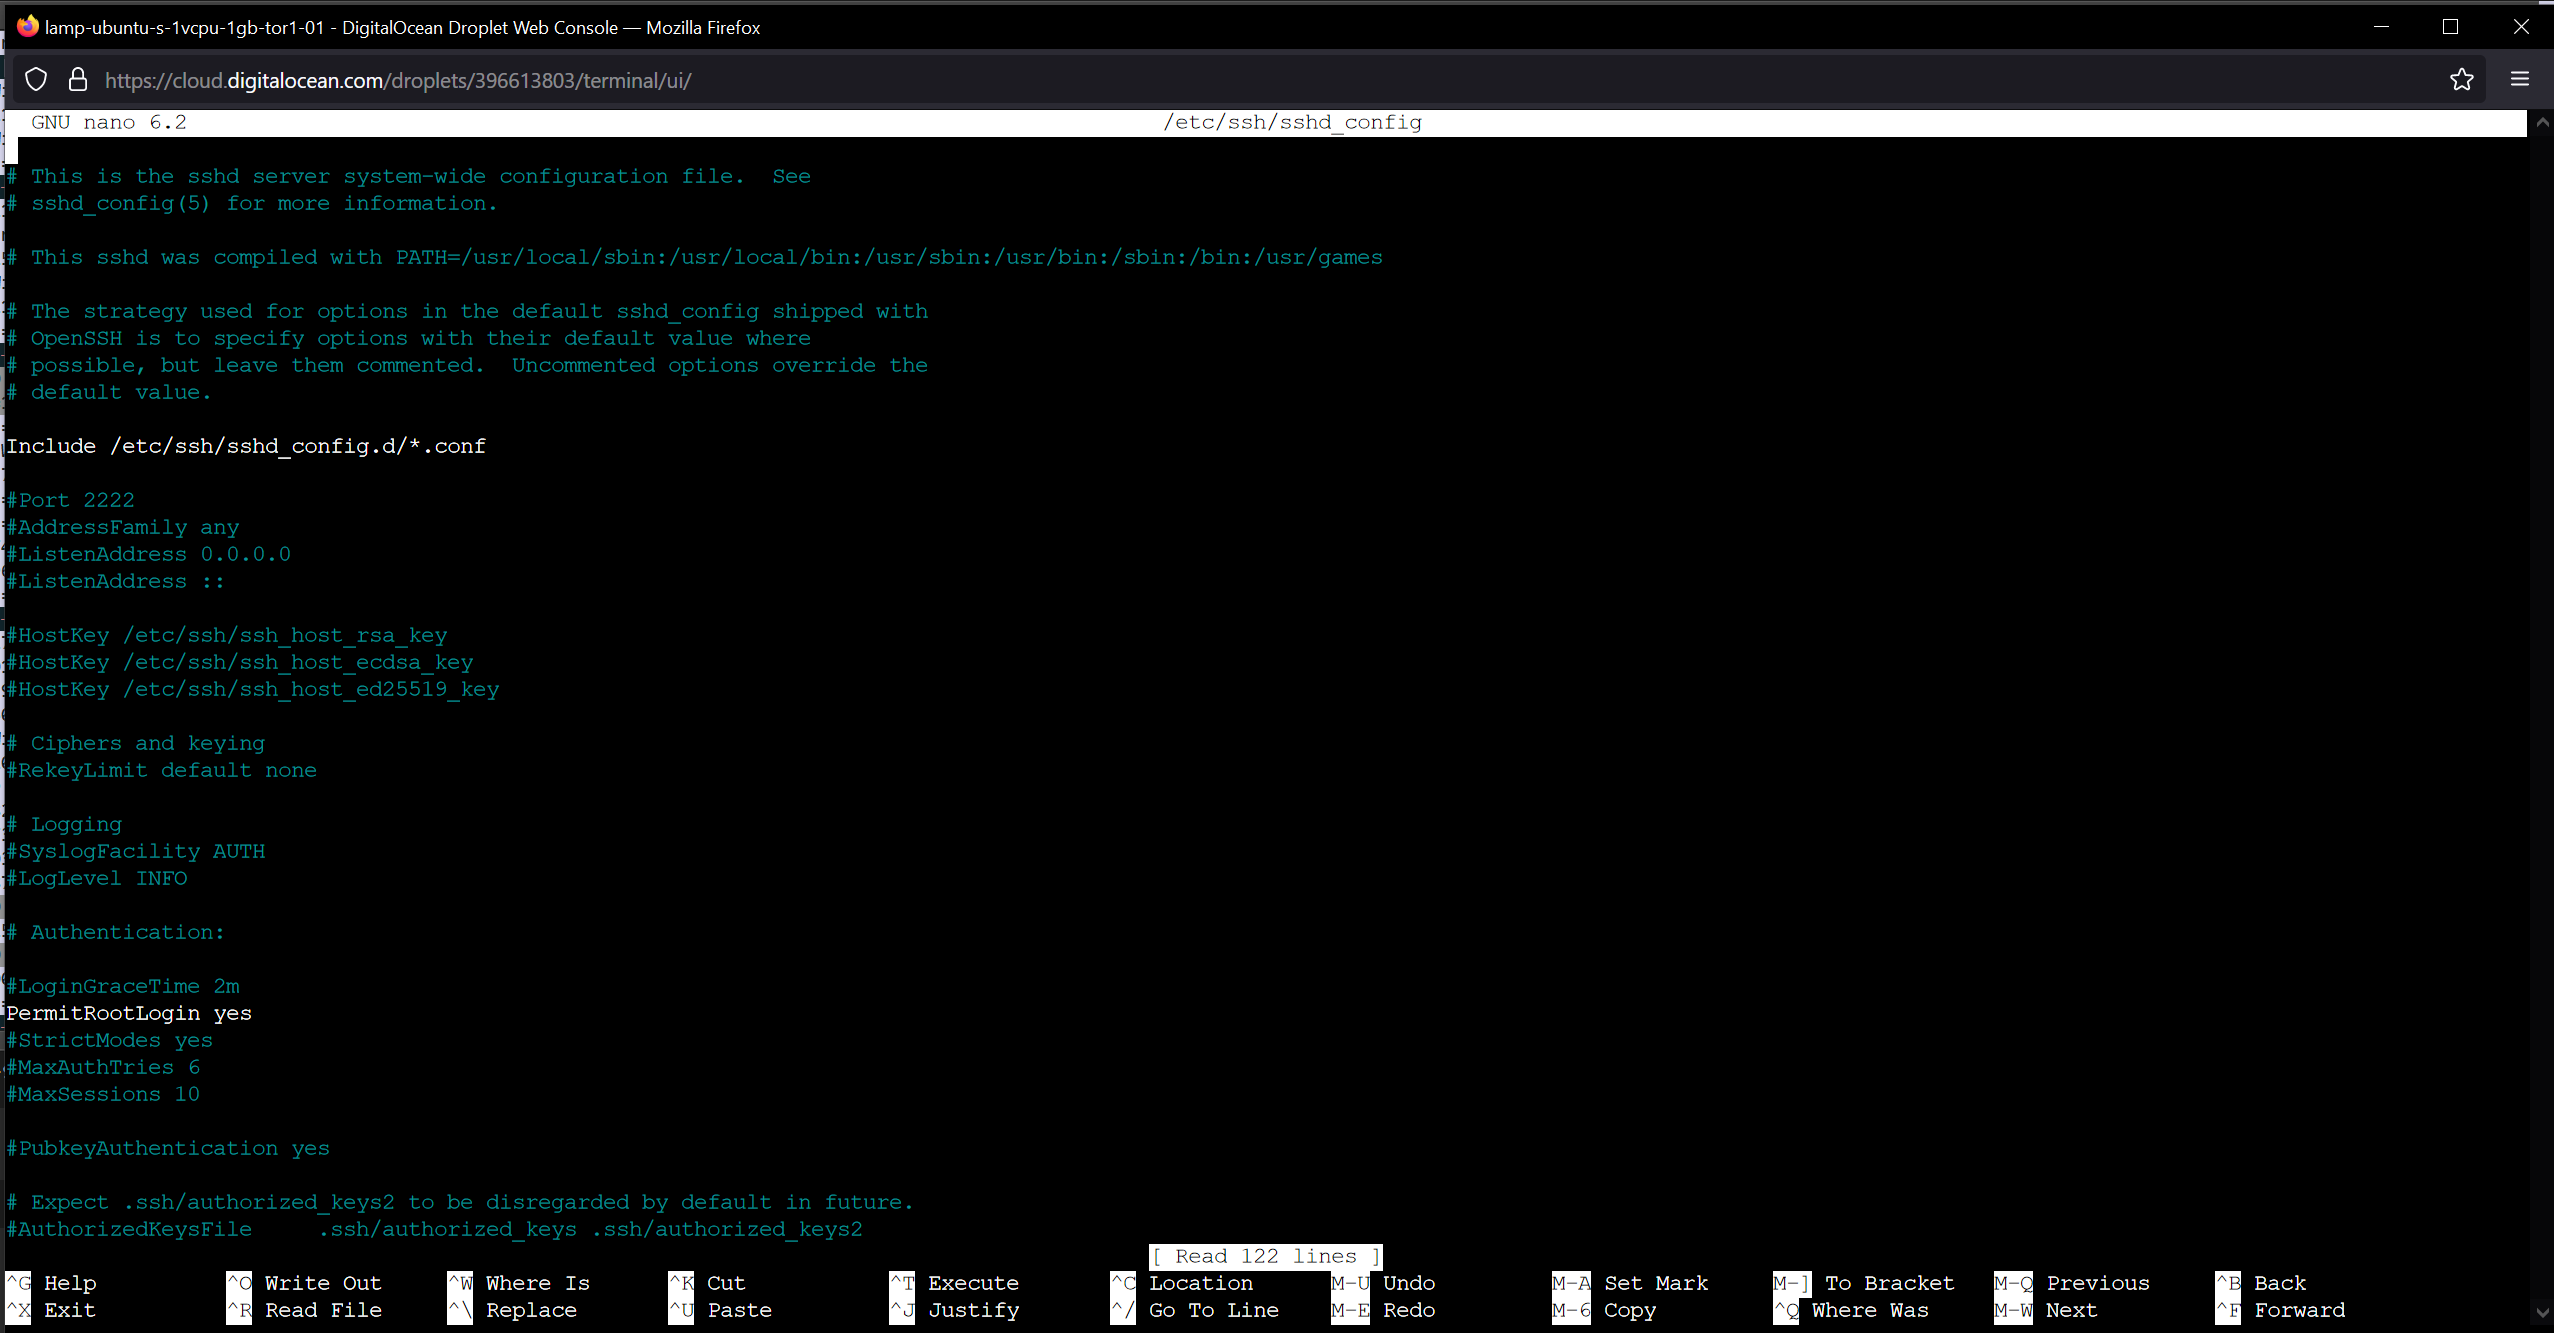 lamp-ubuntu-s-1vcpu-1gb-tor1-01 - DigitalOcean Droplet Web Console — Mozilla Firefox
https://cloud.digitalocean.com/droplets/396613803/terminal/ui/
GNU nano 6.2 /etc/ssh/sshd_config
# This is the sshd server system-wide configuration file.  See
# sshd_config(5) for more information.
# This sshd was compiled with PATH=/usr/local/sbin:/usr/local/bin:/usr/sbin:/usr/bin:/sbin:/bin:/usr/games
# The strategy used for options in the default sshd_config shipped with
# OpenSSH is to specify options with their default value where
# possible, but leave them commented.  Uncommented options override the
# default value.
Include /etc/ssh/sshd_config.d/*.conf
#Port 2222
#AddressFamily any
#ListenAddress 0.0.0.0
#ListenAddress ::
#HostKey /etc/ssh/ssh_host_rsa_key
#HostKey /etc/ssh/ssh_host_ecdsa_key
#HostKey /etc/ssh/ssh_host_ed25519_key
# Ciphers and keying
#RekeyLimit default none
# Logging
#SyslogFacility AUTH
#LogLevel INFO
# Authentication:
#LoginGraceTime 2m
PermitRootLogin yes
#StrictModes yes
#MaxAuthTries 6
#MaxSessions 10
#PubkeyAuthentication yes
# Expect .ssh/authorized_keys2 to be disregarded by default in future.
#AuthorizedKeysFile     .ssh/authorized_keys .ssh/authorized_keys2
[ Read 122 lines ]
^G Help ^O Write Out ^W Where Is ^K Cut ^T Execute ^C Location M-U Undo M-A Set Mark M-] To Bracket M-Q Previous ^B Back
^X Exit ^R Read File ^\ Replace ^U Paste ^J Justify ^/ Go To Line M-E Redo M-6 Copy ^Q Where Was M-W Next ^F Forward